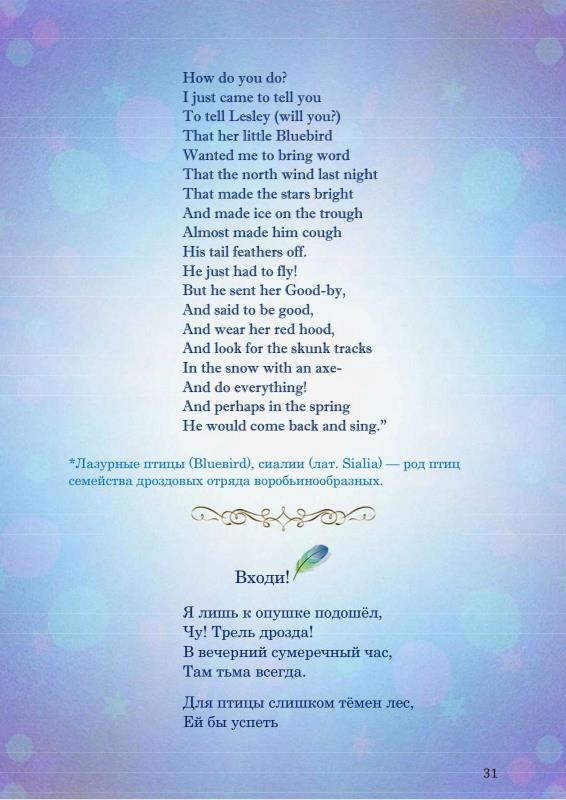 How do you do?
I just came to tell you
To tell Lesley (will you?)
That her little Bluebird
Wanted me to bring word
That the north wind last night
That made the stars bright
And made ice on the trough
Almost made him cough
His tail feathers off.
He just had to fly!
But he sent her Good-by,
And said to be good,
And wear her red hood,
And look for the skunk tracks
In the snow with an axe-
And do everything!
And perhaps in the spring
He would come back and sing.”
*Лазурные птицы (Bluebird), сиалии (лат. Sialia) — род птиц
семейства дроздовых отряда воробьинообразных.
Входи!
Я лишь к опушке подошёл,
Чу! Трель дрозда!
В вечерний сумеречный час,
Там тьма всегда.
Для птицы слишком тёмен лес,
Ей бы успеть
31